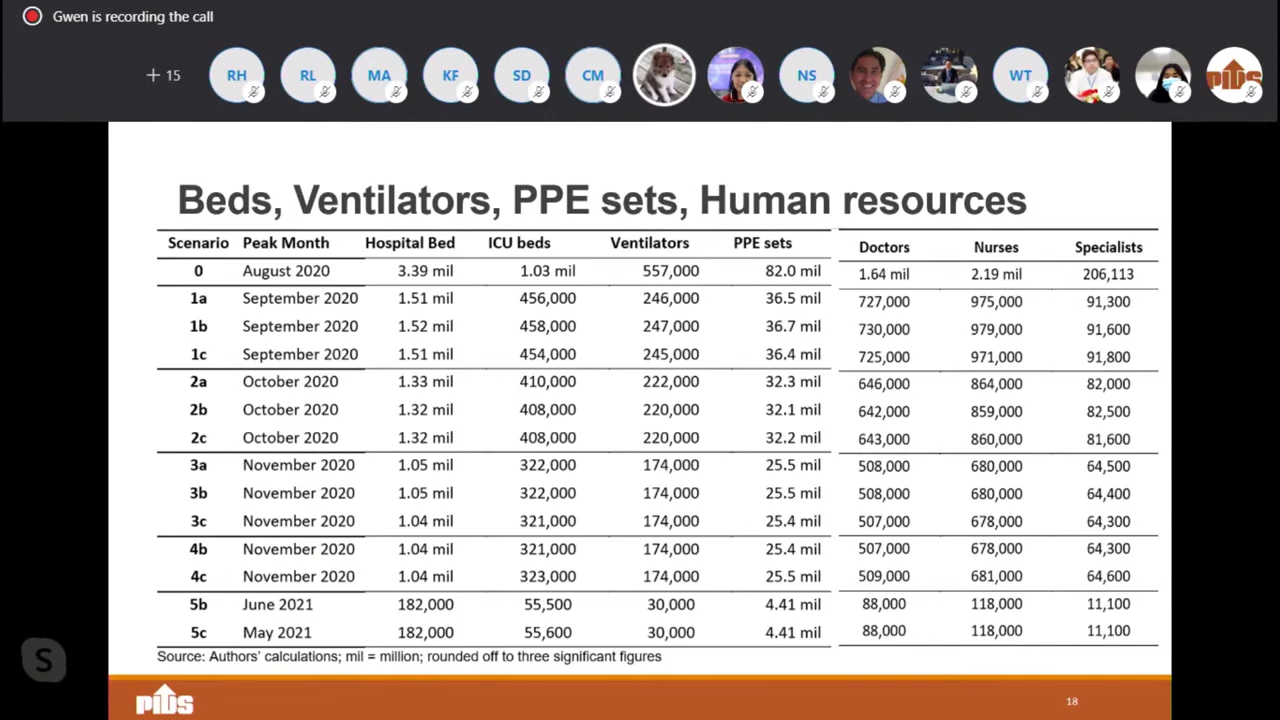 Gwen is recording the call
+ 15 RH RL MA KF SD CM NS WT PIDS
Beds, Ventilators, PPE sets, Human resources
Scenario Peak Month Hospital Bed ICU beds Ventilators PPE sets Doctors Nurses Specialists
0 August 2020 3.39 mil 1.03 mil 557,000 82.0 mil 1.64 mil 2.19 mil 206,113
1a September 2020 1.51 mil 456,000 246,000 36.5 mil 727,000 975,000 91,300
1b September 2020 1.52 mil 458,000 247,000 36.7 mil 730,000 979,000 91,600
1c September 2020 1.51 mil 454,000 245,000 36.4 mil 725,000 971,000 91,800
2a October 2020 1.33 mil 410,000 222,000 32.3 mil 646,000 864,000 82,000
2b October 2020 1.32 mil 408,000 220,000 32.1 mil 642,000 859,000 82,500
2c October 2020 1.32 mil 408,000 220,000 32.2 mil 643,000 860,000 81,600
3a November 2020 1.05 mil 322,000 174,000 25.5 mil 508,000 680,000 64,500
3b November 2020 1.05 mil 322,000 174,000 25.5 mil 508,000 680,000 64,400
3c November 2020 1.04 mil 321,000 174,000 25.4 mil 507,000 678,000 64,300
4b November 2020 1.04 mil 321,000 174,000 25.4 mil 507,000 678,000 64,300
4c November 2020 1.04 mil 323,000 174,000 25.5 mil 509,000 681,000 64,600
5b June 2021 182,000 55,500 30,000 4.41 mil 88,000 118,000 11,100
5c May 2021 182,000 55,600 30,000 4.41 mil 88,000 118,000 11,100
Source: Authors' calculations; mil = million; rounded off to three significant figures
S
PIDS 18